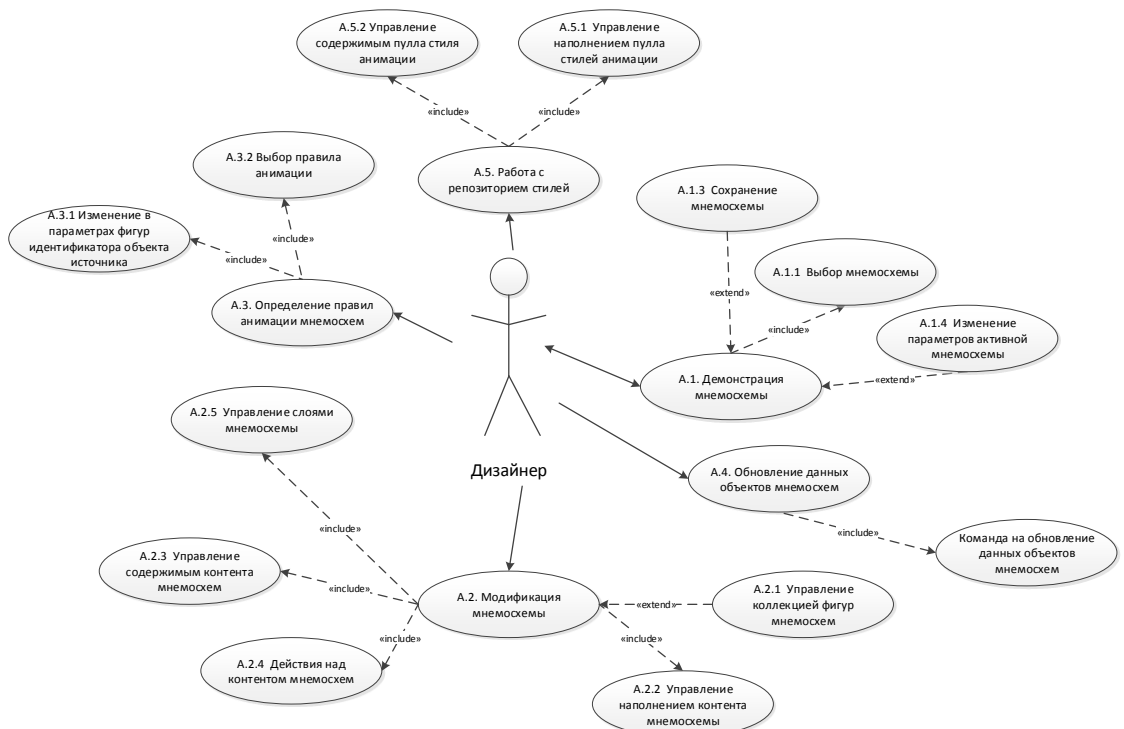 А.5.2 Управление
содержимым пулла стиля
анимации
А.5.1 Управление
наполнением пулла
стилей анимации
«include»
«include»
А.5. Работа с
репозиторием стилей
А.3.2 Выбор правила
анимации
А.3.1 Изменение в
параметрах фигур
идентификатора объекта
источника
«include»
«include»
А.3. Определение правил
анимации мнемосхем
А.1.3 Сохранение
мнемосхемы
А.1.1 Выбор мнемосхемы
«extend»
«include»
А.1.4 Изменение
параметров активной
мнемосхемы
«extend»
А.1. Демонстрация
мнемосхемы
А.2.5 Управление слоями
мнемосхемы
Дизайнер
А.4. Обновление данных
объектов мнемосхем
«include»
Команда на обновление
данных объектов
мнемосхем
«include»
А.2.3 Управление
содержимым контента
мнемосхем
«include»
А.2. Модификация
мнемосхемы
«extend»
А.2.1 Управление
коллекцией фигур
мнемосхем
«include»
«include»
А.2.4 Действия над
контентом мнемосхем
А.2.2 Управление
наполнением контента
мнемосхемы